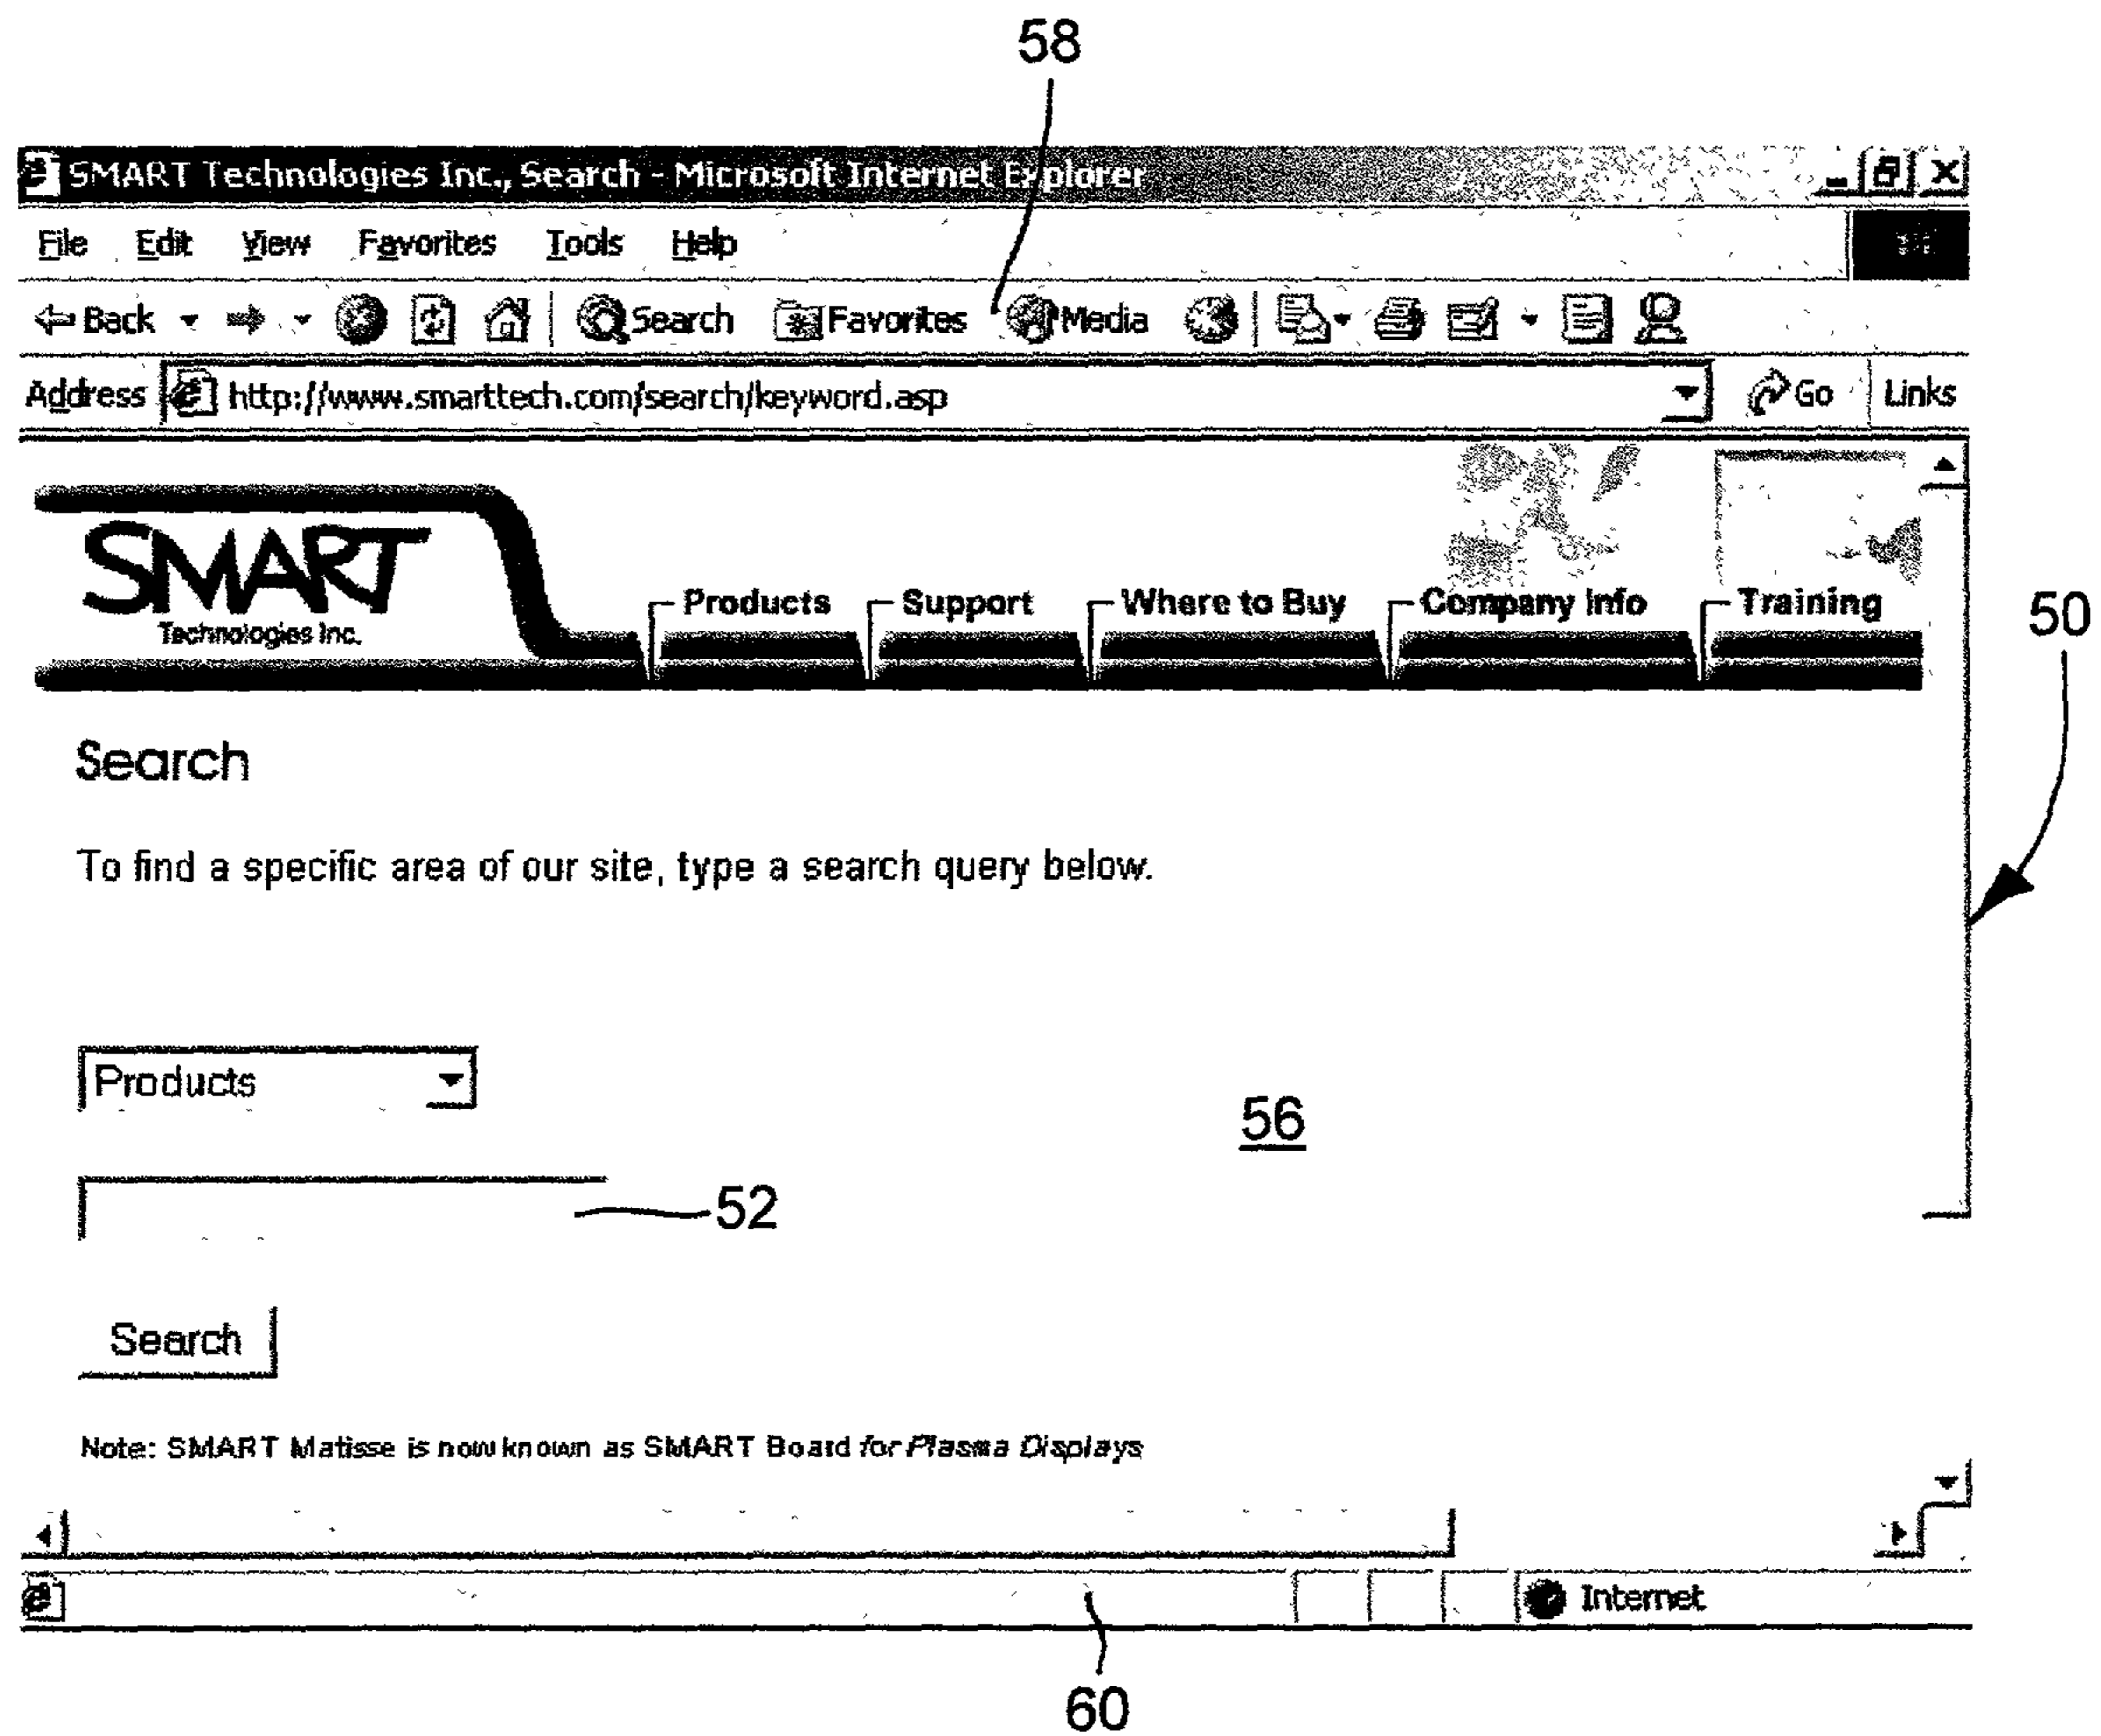 58
SMART Technologies Inc., Search - Microsoft Internet Explorer
File Edit View Favorites Tools Help
Back Search Favorites Media
Address http://www.smarttech.com/search/keyword.asp Go Links
SMART
Technologies Inc.
Products Support Where to Buy Company Info Training
50
Search
To find a specific area of our site, type a search query below.
Products
56
52
Search
Note: SMART Matisse is now known as SMART Board for Plasma Displays
Internet
60